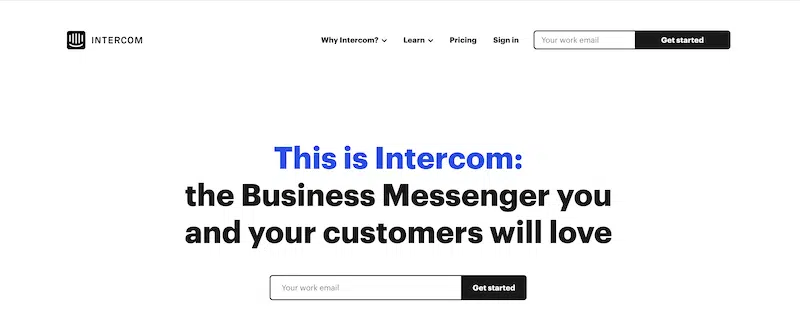 INTERCOM
Why Intercom? Learn Pricing Sign in Your work email Get started
This is Intercom:
the Business Messenger you
and your customers will love
Your work email Get started